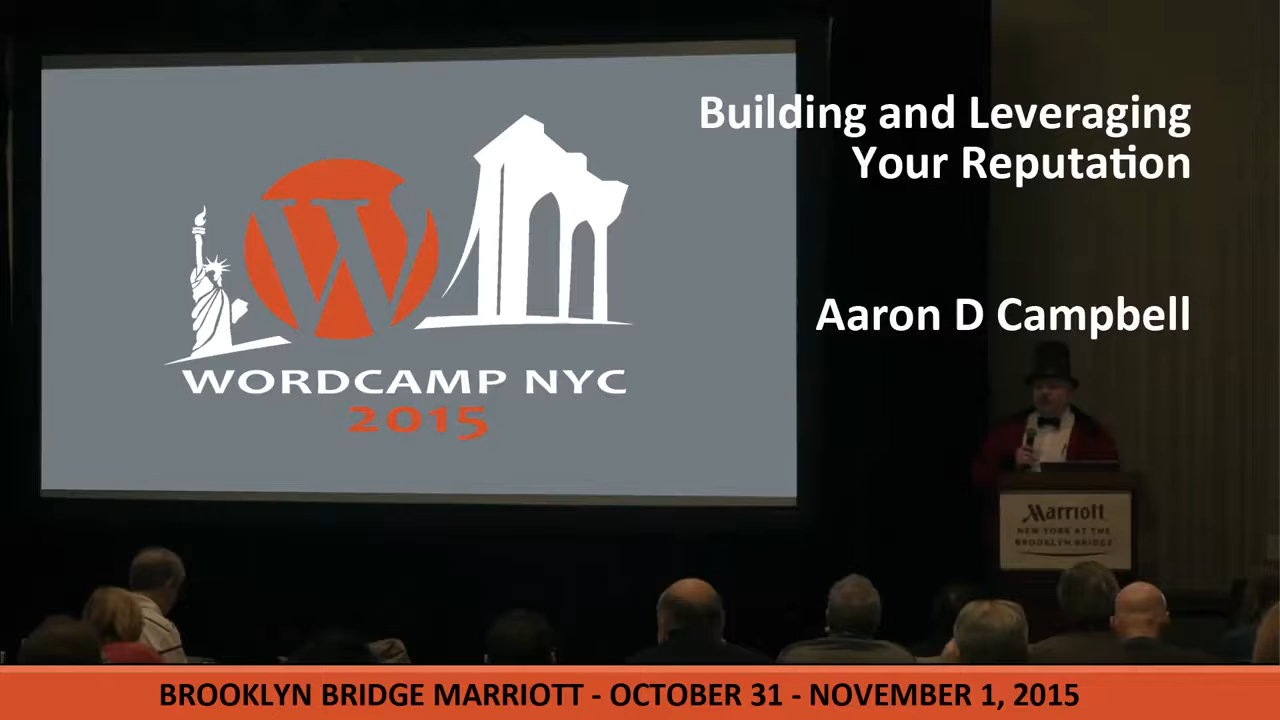 Building and Leveraging
Your Reputation
Aaron D Campbell
WORDCAMP NYC
2015
Marriott
NEW YORK AT THE
BROOKLYN BRIDGE
BROOKLYN BRIDGE MARRIOTT - OCTOBER 31 - NOVEMBER 1, 2015